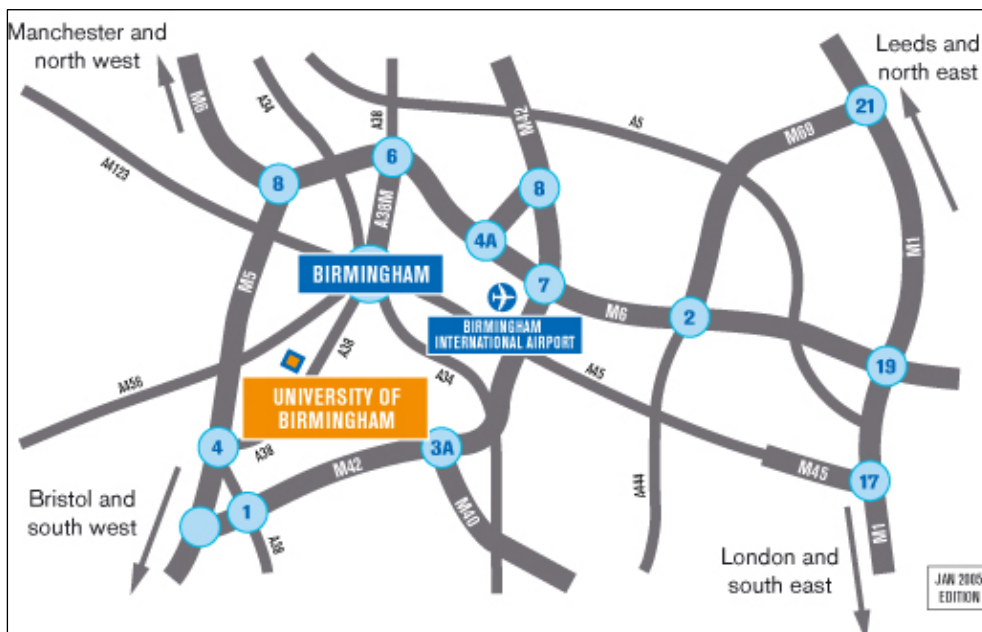 Manchester and
north west
Leeds and
north east
M6
A34
A38
M42
A5
M69
21
A4123
8
6
8
A38M
4A
M1
BIRMINGHAM
M5
7
M6
2
BIRMINGHAM
INTERNATIONAL AIRPORT
A38
A34
A45
19
A456
UNIVERSITY OF
BIRMINGHAM
4
A38
M42
3A
M45
17
A444
Bristol and
south west
1
M40
A38
M1
London and
south east
JAN 2005
EDITION